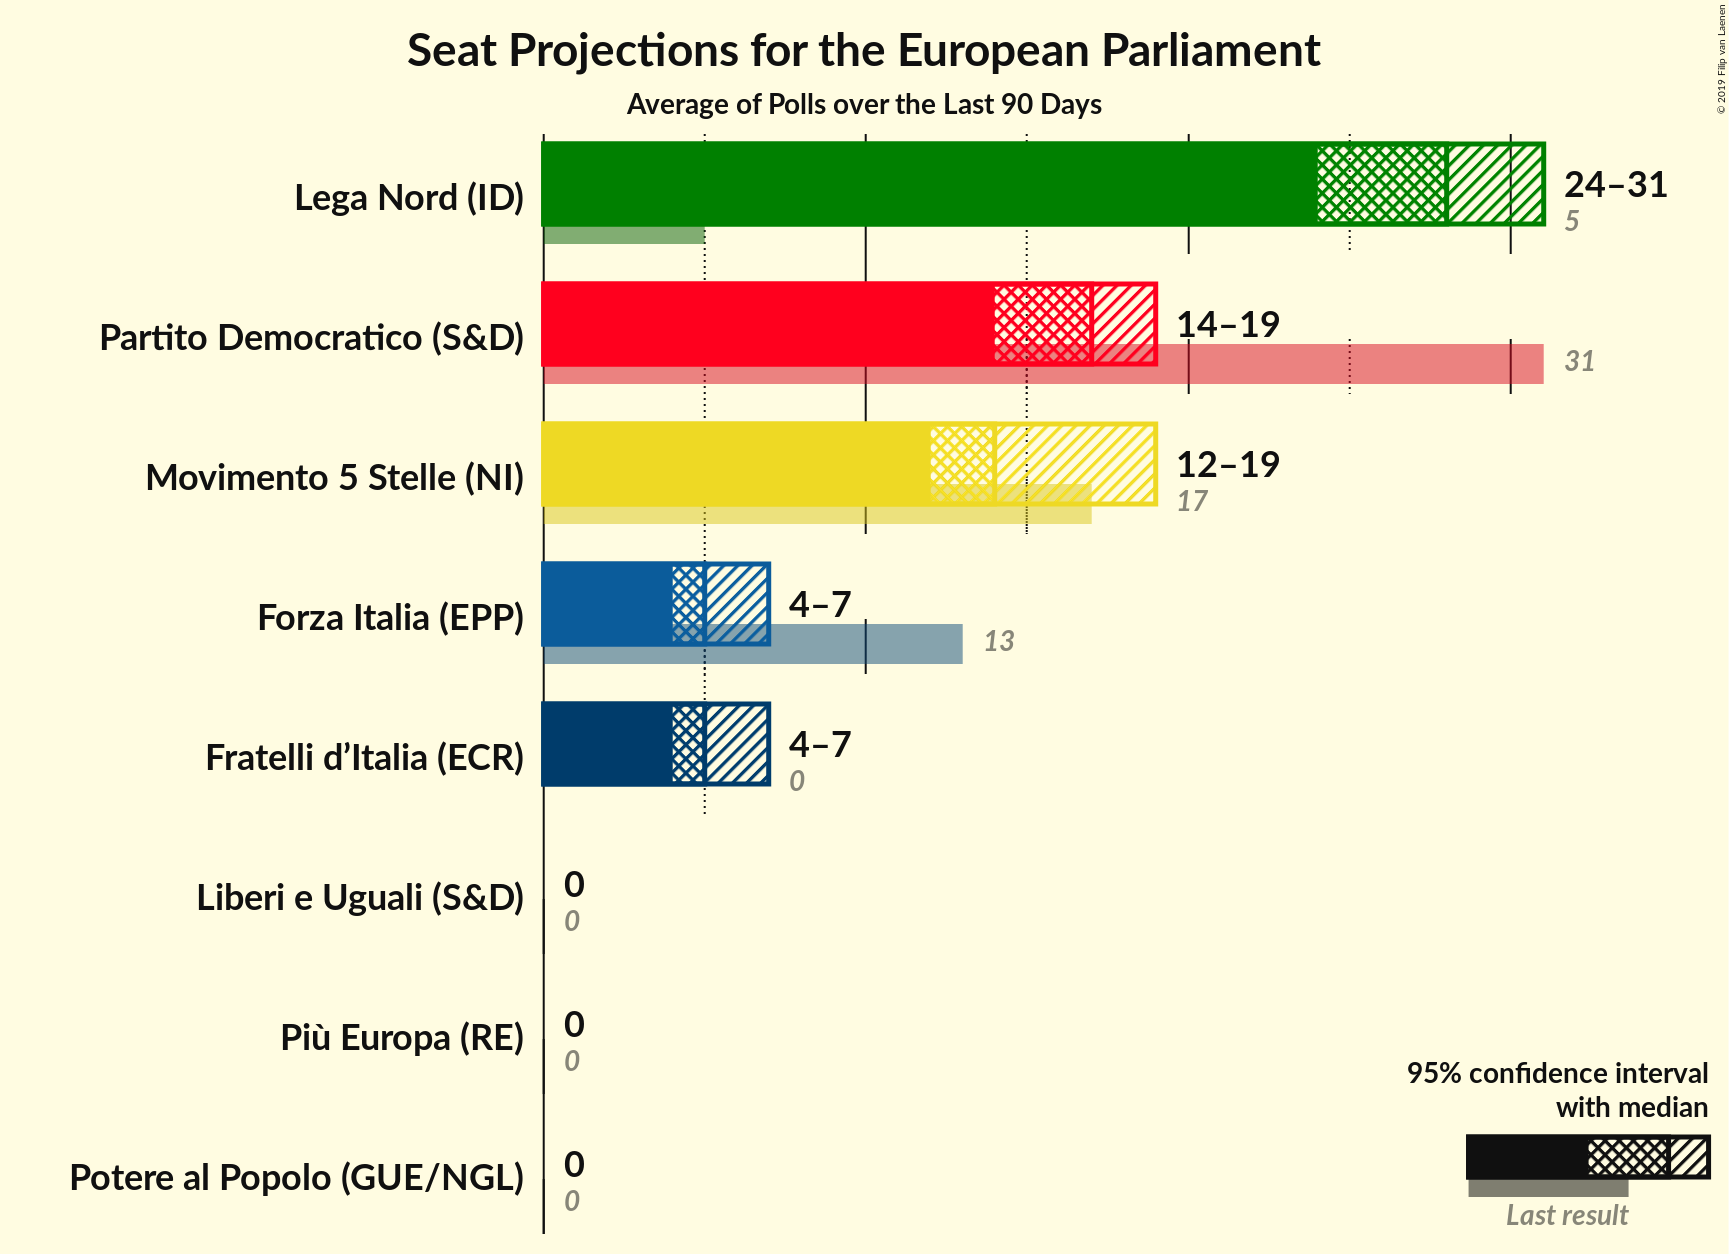 Seat Projections for the European Parliament
Average of Polls over the Last 90 Days
© 2019 Filip van Laenen
Lega Nord (ID)
24–31
5
Partito Democratico (S&D)
14–19
31
Movimento 5 Stelle (NI)
12–19
17
Forza Italia (EPP)
4–7
13
Fratelli d’Italia (ECR)
4–7
0
Liberi e Uguali (S&D)
0
0
Più Europa (RE)
0
0
Potere al Popolo (GUE/NGL)
0
0
95% confidence interval
with median
Last result